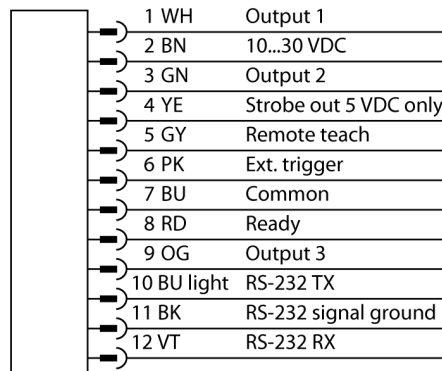 1 WH Output 1
2 BN 10...30 VDC
3 GN Output 2
4 YE Strobe out 5 VDC only
5 GY Remote teach
6 PK Ext. trigger
7 BU Common
8 RD Ready
9 OG Output 3
10 BU light RS-232 TX
11 BK RS-232 signal ground
12 VT RS-232 RX